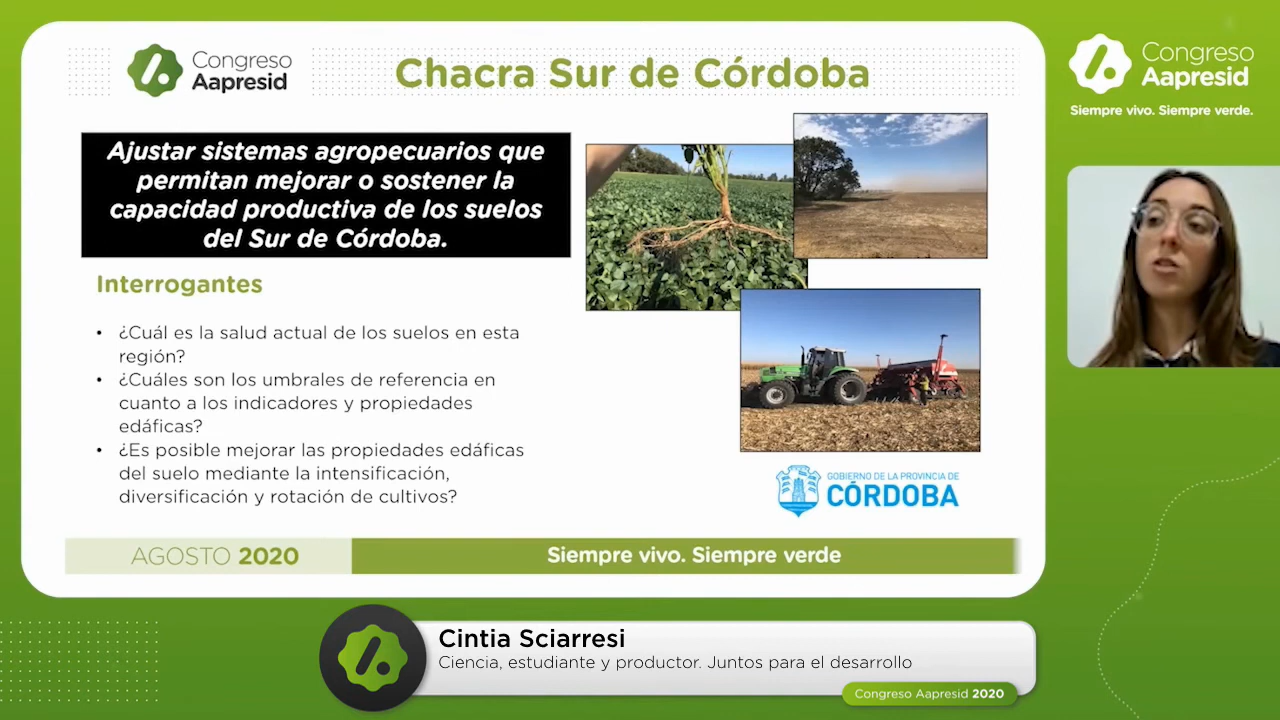 Congreso
Aapresid
Chacra Sur de Córdoba
Ajustar sistemas agropecuarios que
permitan mejorar o sostener la
capacidad productiva de los suelos
del Sur de Córdoba.
Interrogantes
• ¿Cuál es la salud actual de los suelos en esta
región?
• ¿Cuáles son los umbrales de referencia en
cuanto a los indicadores y propiedades
edáficas?
• ¿Es posible mejorar las propiedades edáficas
del suelo mediante la intensificación,
diversificación y rotación de cultivos?
GOBIERNO DE LA PROVINCIA DE
CÓRDOBA
AGOSTO 2020
Siempre vivo. Siempre verde
Congreso
Aapresid
Siempre vivo. Siempre verde.
Cintia Sciarresi
Ciencia, estudiante y productor. Juntos para el desarrollo
Congreso Aapresid 2020